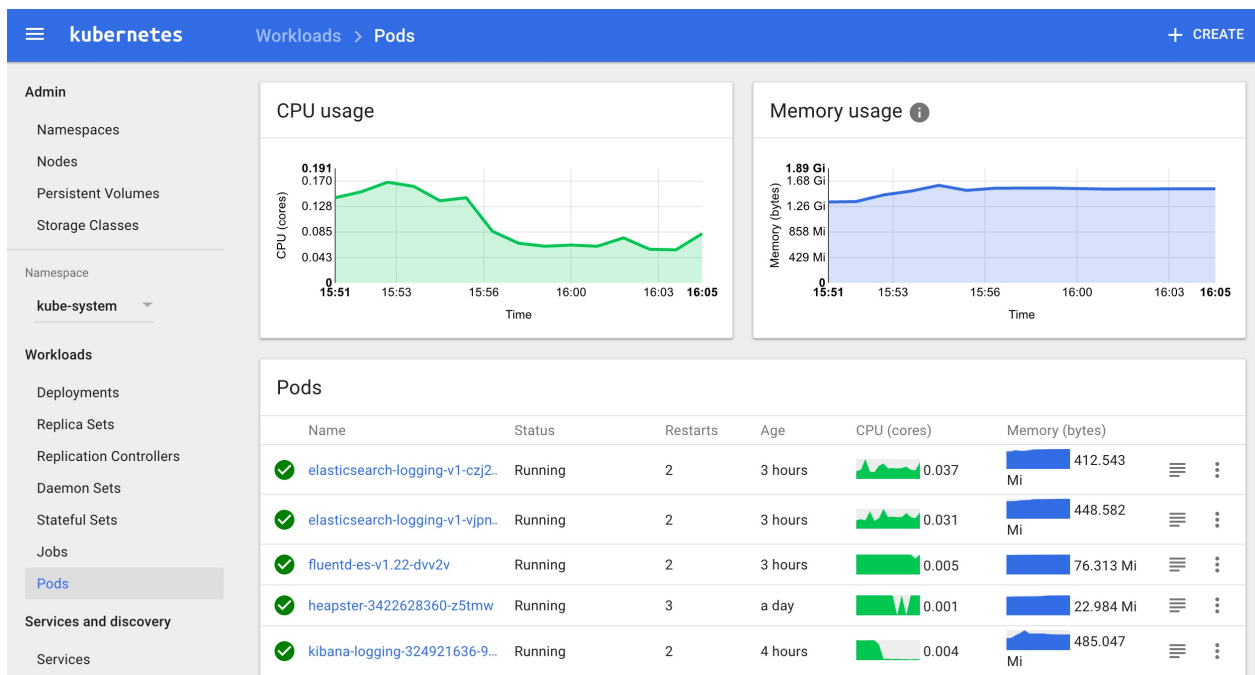 kubernetes Workloads > Pods + CREATE
Admin
Namespaces
Nodes
Persistent Volumes
Storage Classes
Namespace
kube-system
Workloads
Deployments
Replica Sets
Replication Controllers
Daemon Sets
Stateful Sets
Jobs
Pods
Services and discovery
Services
CPU usage
CPU (cores)
0.191
0.170
0.128
0.085
0.043
0
15:51 15:53 15:56 16:00 16:03 16:05
Time
Memory usage i
Memory (bytes)
1.89 Gi
1.68 Gi
1.26 Gi
858 Mi
429 Mi
0
15:51 15:53 15:56 16:00 16:03 16:05
Time
Pods
Name Status Restarts Age CPU (cores) Memory (bytes)
elasticsearch-logging-v1-czj2.. Running 2 3 hours 0.037 412.543
Mi
elasticsearch-logging-v1-vjpn.. Running 2 3 hours 0.031 448.582
Mi
fluentd-es-v1.22-dvv2v Running 2 3 hours 0.005 76.313 Mi
heapster-3422628360-z5tmw Running 3 a day 0.001 22.984 Mi
kibana-logging-324921636-9... Running 2 4 hours 0.004 485.047
Mi